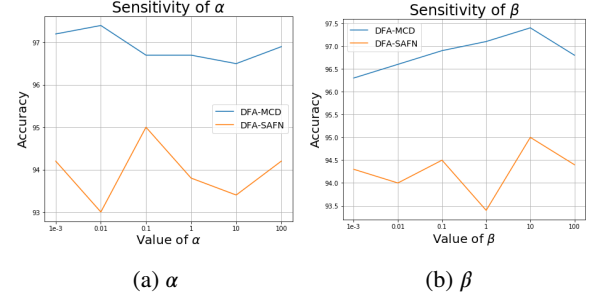 Sensitivity of α
Accuracy
97
96
95
94
93
DFA-MCD
DFA-SAFN
1e-3 0.01 0.1 1 10 100
Value of α
(a) α
Sensitivity of β
Accuracy
97.5
97.0
96.5
96.0
95.5
95.0
94.5
94.0
93.5
DFA-MCD
DFA-SAFN
1e-3 0.01 0.1 1 10 100
Value of β
(b) β